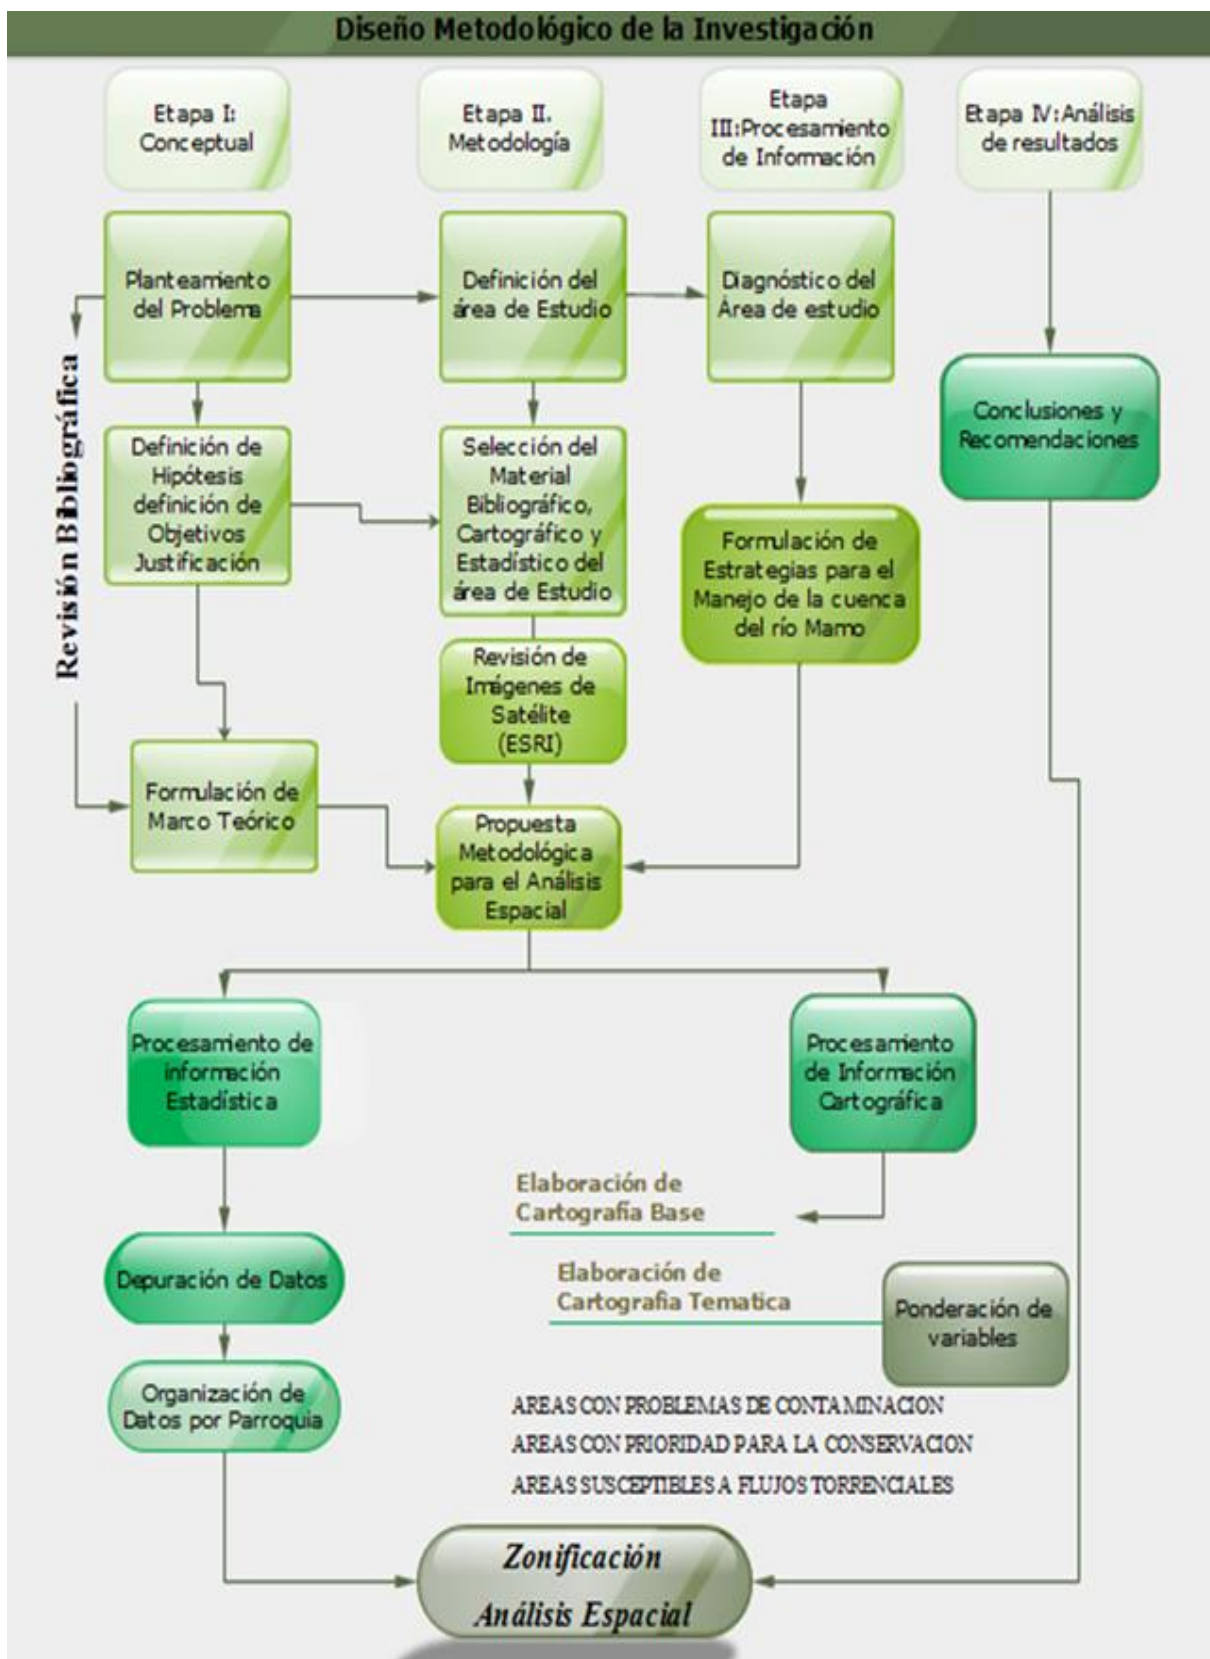 Diseño Metodológico de la Investigación
Etapa I:
Conceptual
Etapa II.
Metodología
Etapa
III:Procesamiento
de Información
Etapa IV:Análisis
de resultados
Planteamiento
del Problema
Definición del
área de Estudio
Diagnóstico del
Área de estudio
Conclusiones y
Recomendaciones
Revisión Bibliográfica
Definición de
Hipótesis
definición de
Objetivos
Justificación
Selección del
Material
Bibliográfico,
Cartográfico y
Estadístico del
área de Estudio
Formulación de
Estrategias para el
Manejo de la cuenca
del río Mamo
Revisión de
Imágenes de
Satélite
(ESRI)
Formulación de
Marco Teórico
Propuesta
Metodológica
para el Análisis
Espacial
Procesamiento de
información
Estadística
Procesamiento
de Información
Cartográfica
Elaboración de
Cartografía Base
Depuración de Datos
Elaboración de
Cartografia Tematica
Ponderación de
variables
Organización de
Datos por Parroquia
AREAS CON PROBLEMAS DE CONTAMINACION
AREAS CON PRIORIDAD PARA LA CONSERVACION
AREAS SUSCEPTIBLES A FLUJOS TORRENCIALES
Zonificación
Análisis Espacial